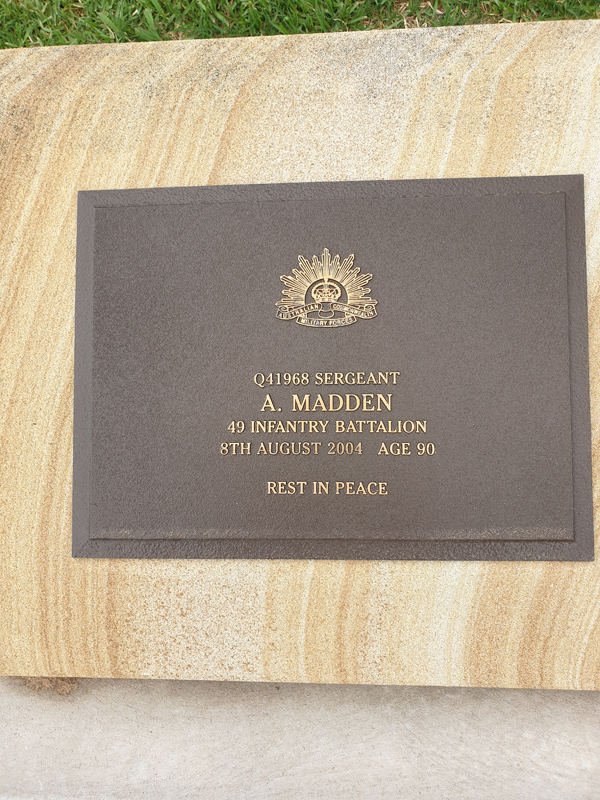 AUSTRALIAN COMMONWEALTH
MILITARY FORCES
Q41968 SERGEANT
A. MADDEN
49 INFANTRY BATTALION
8TH AUGUST 2004 AGE 90
REST IN PEACE